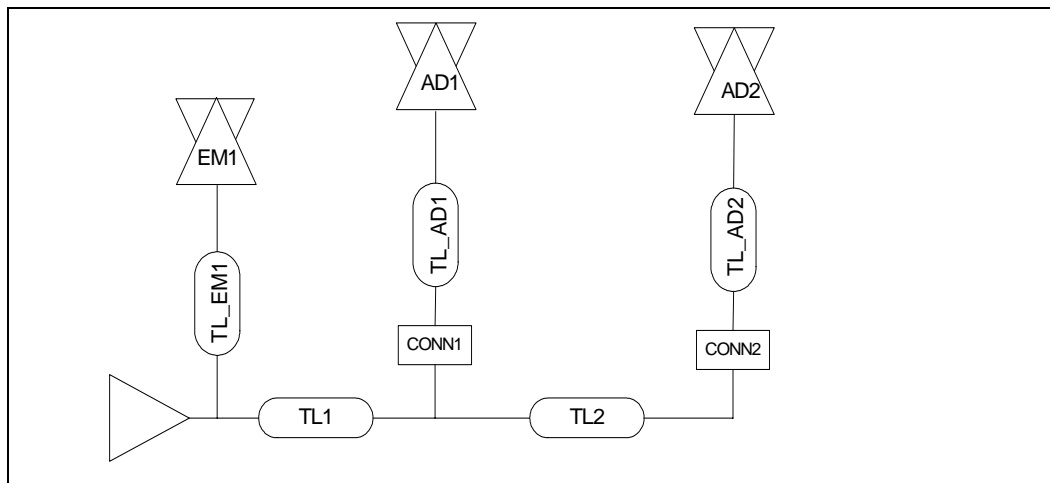 EM1
AD1
AD2
TL_EM1
TL_AD1
TL_AD2
CONN1
CONN2
TL1
TL2